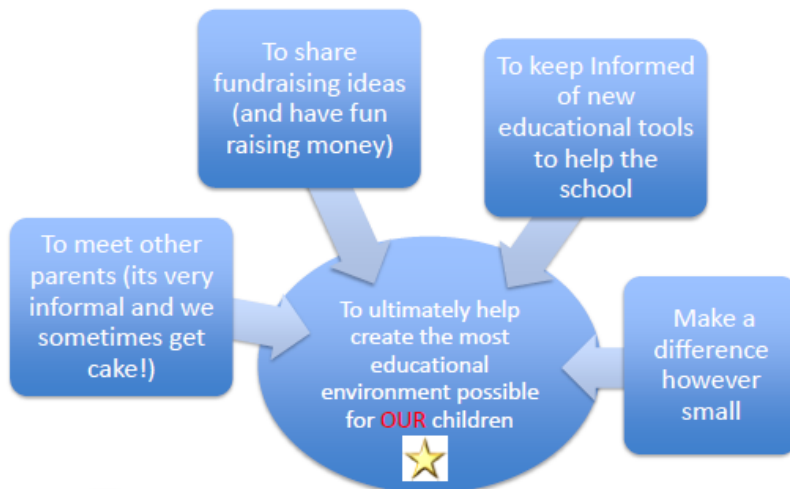 To share
fundraising ideas
(and have fun
raising money)
To keep Informed
of new
educational tools
to help the
school
To meet other
parents (its very
informal and we
sometimes get
cake!)
To ultimately help
create the most
educational
environment possible
for OUR children
Make a
difference
however
small